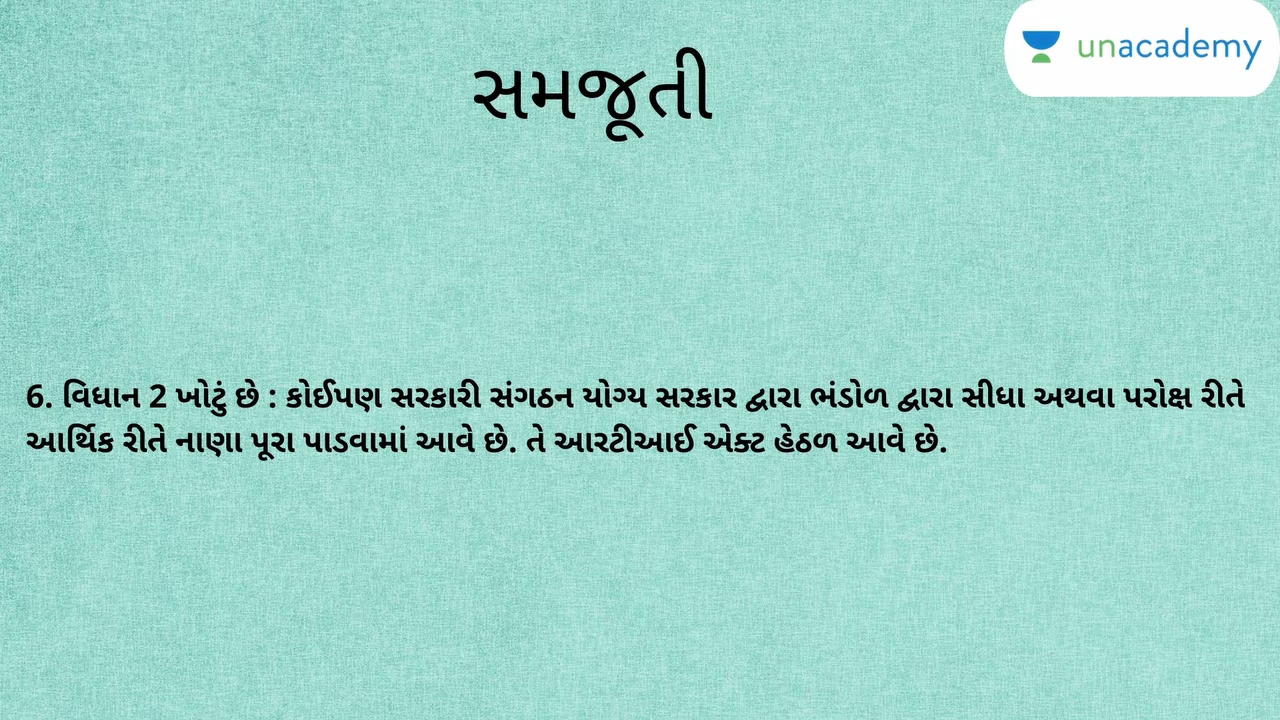 unacademy
સમજૂતી
6. વિધાન 2 ખોટું છે : કોઈપણ સરકારી સંગઠન યોગ્ય સરકાર દ્વારા ભંડોળ દ્વારા સીધા અથવા પરોક્ષ રીતે
આર્થિક રીતે નાણા પૂરા પાડવામાં આવે છે. તે આરટીઆઈ એક્ટ હેઠળ આવે છે.